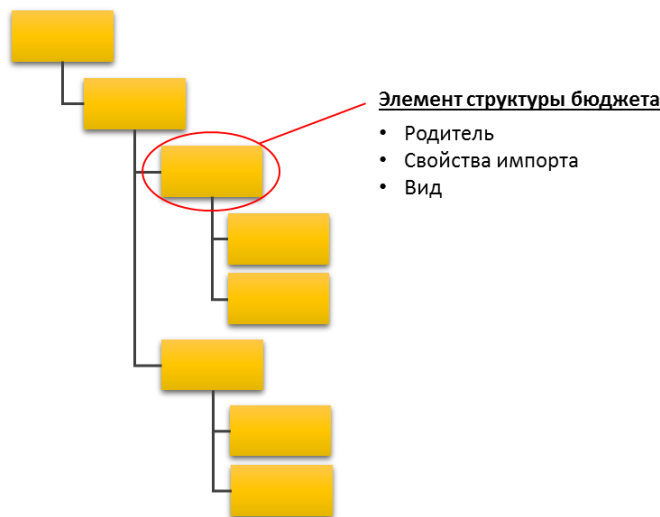 Элемент структуры бюджета
• Родитель
• Свойства импорта
• Вид